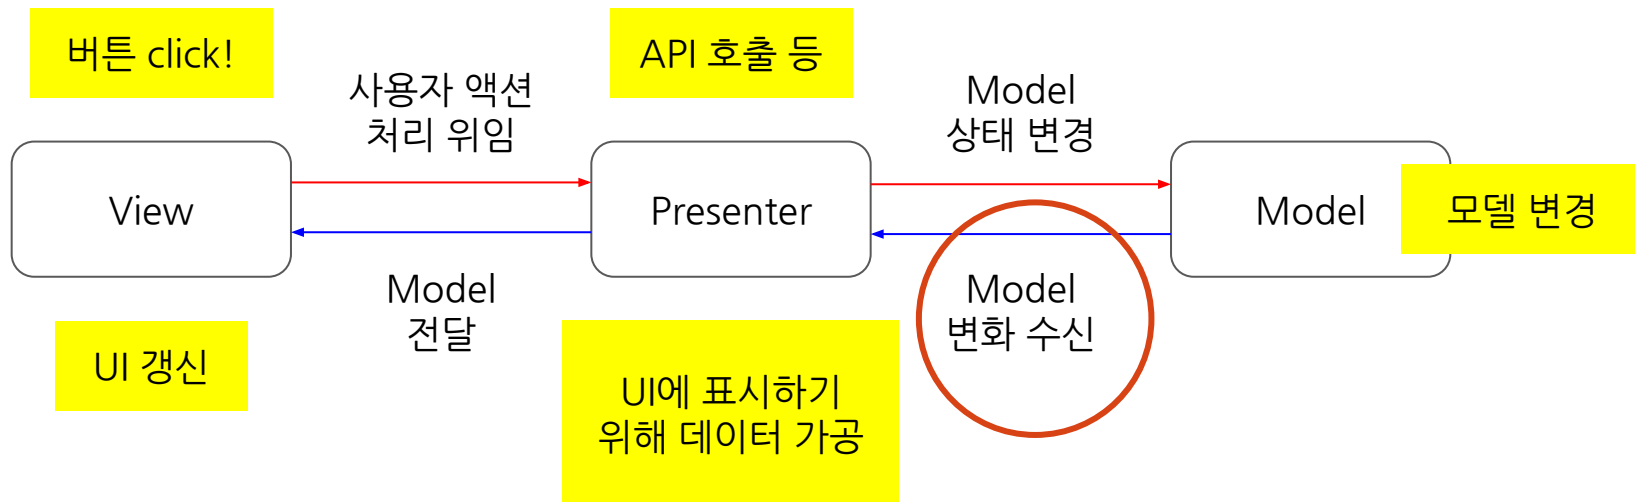 버튼 click!
API 호출 등
사용자 액션
처리 위임
Model
상태 변경
View
Presenter
Model
모델 변경
Model
전달
Model
변화 수신
UI 갱신
UI에 표시하기
위해 데이터 가공